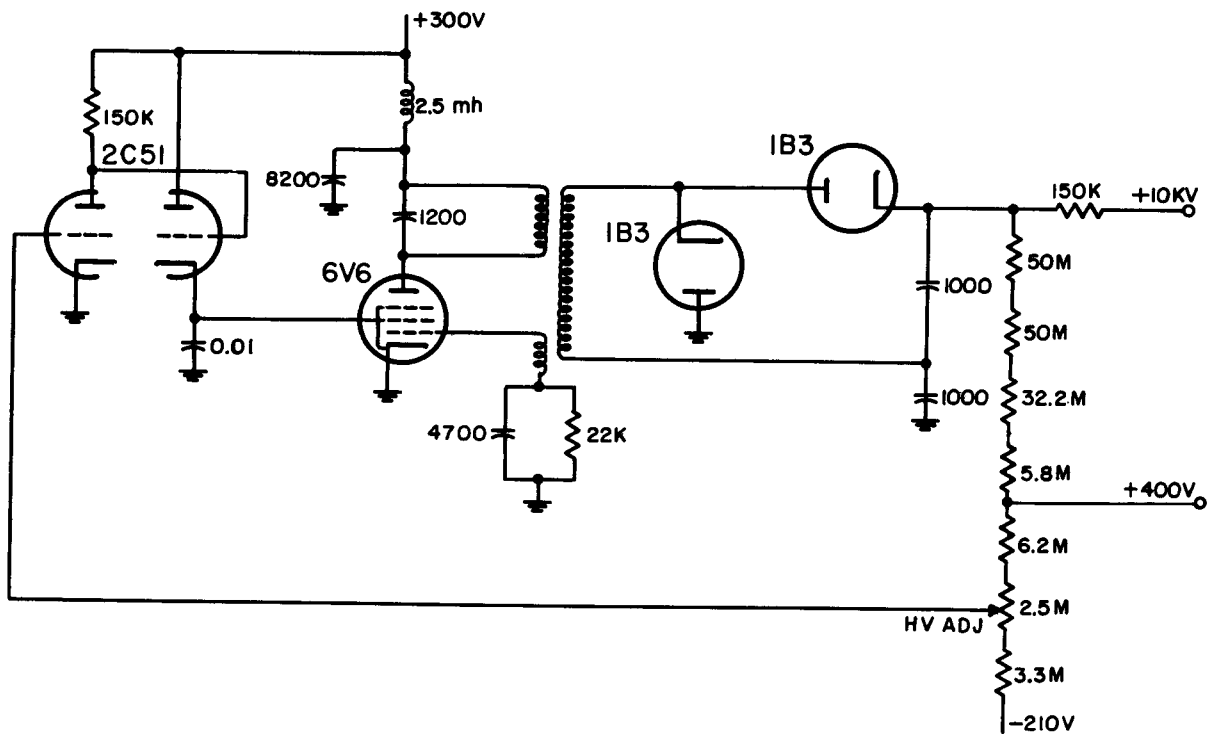 +300V
2.5 mh
150K
2C51
8200
1200
1B3
1B3
150K
+10KV
50M
1000
50M
6V6
0.01
1000
32.2M
4700
22K
5.8M
+400V
6.2M
2.5M
HV ADJ
3.3M
-210V